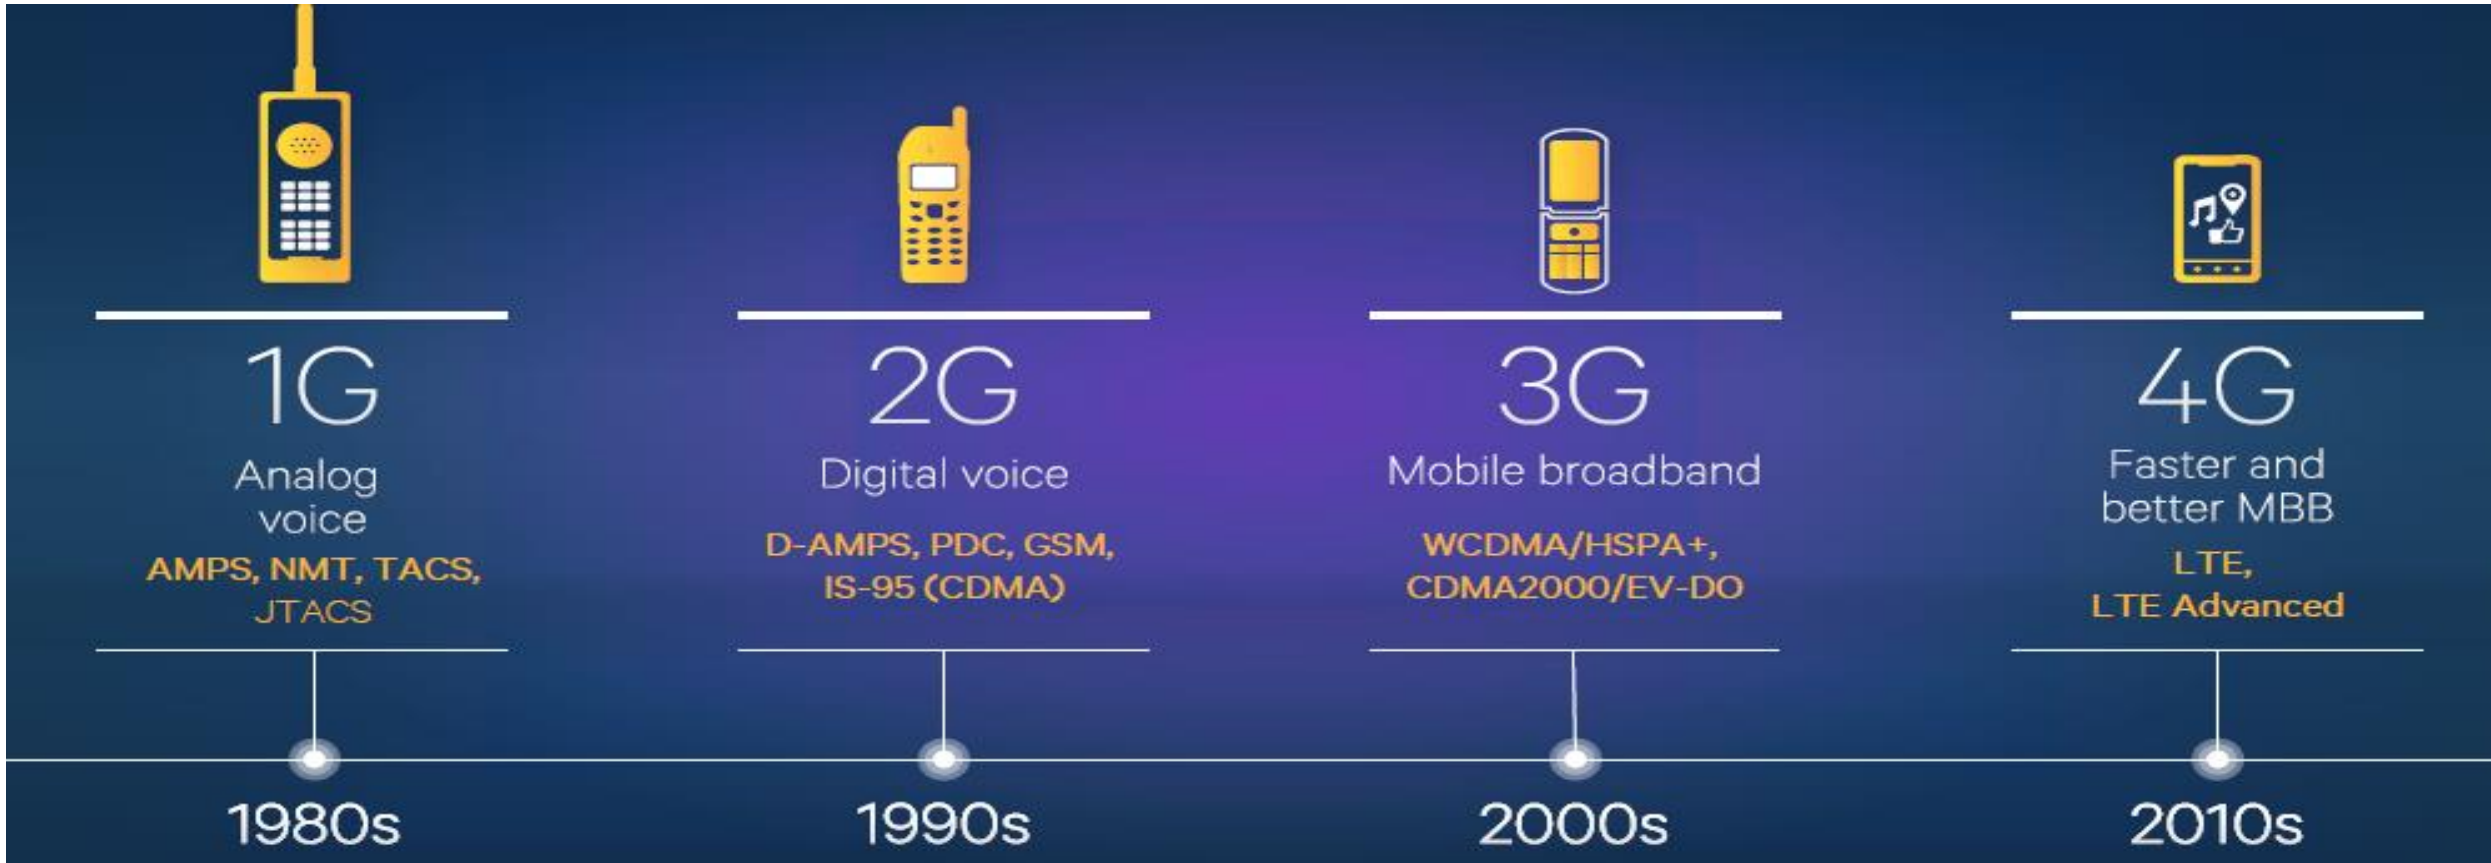 1G
Analog
voice
AMPS, NMT, TACS,
JTACS
1980s
2G
Digital voice
D-AMPS, PDC, GSM,
IS-95 (CDMA)
1990s
3G
Mobile broadband
WCDMA/HSPA+,
CDMA2000/EV-DO
2000s
4G
Faster and
better MBB
LTE,
LTE Advanced
2010s